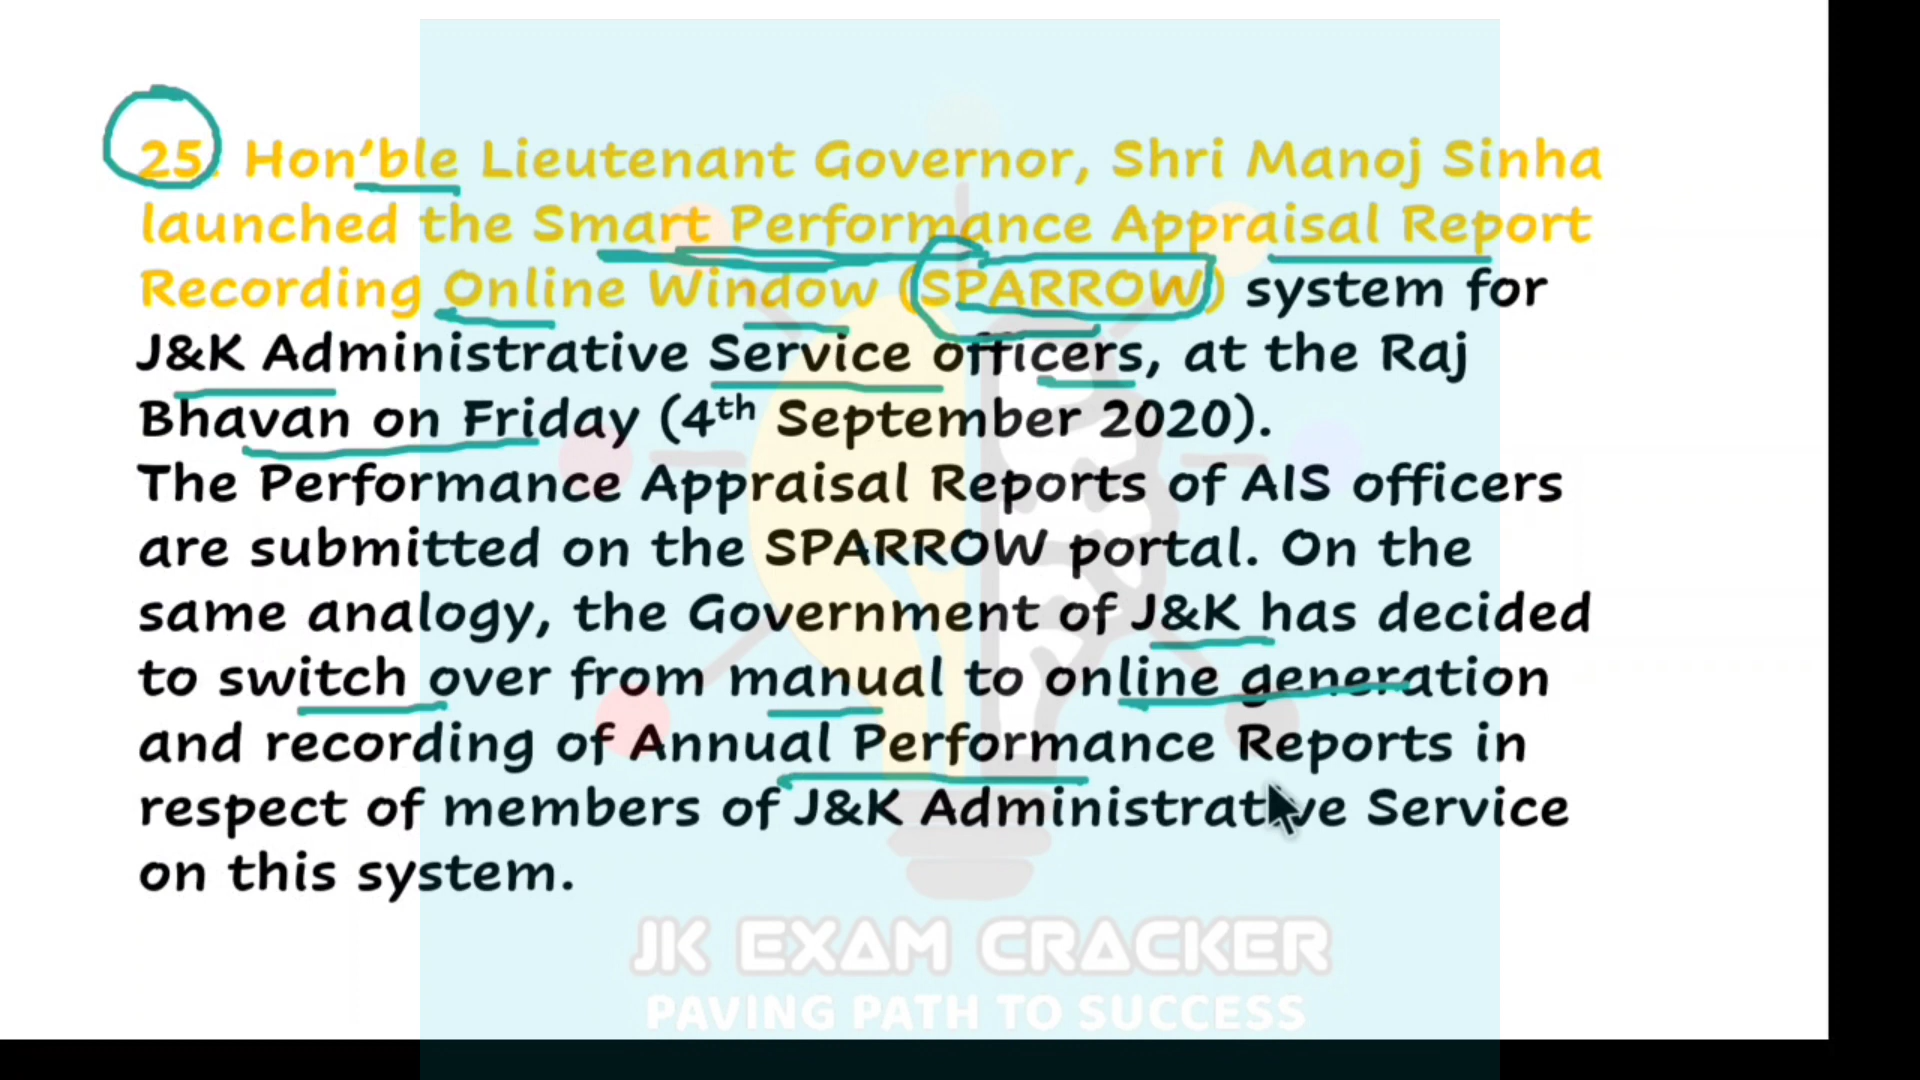 25. Hon’ble Lieutenant Governor, Shri Manoj Sinha
launched the Smart Performance Appraisal Report
Recording Online Window (SPARROW) system for
J&K Administrative Service officers, at the Raj
Bhavan on Friday (4th September 2020).
The Performance Appraisal Reports of AIS officers
are submitted on the SPARROW portal. On the
same analogy, the Government of J&K has decided
to switch over from manual to online generation
and recording of Annual Performance Reports in
respect of members of J&K Administrative Service
on this system.
JK EXAM CRACKER
PAVING PATH TO SUCCESS